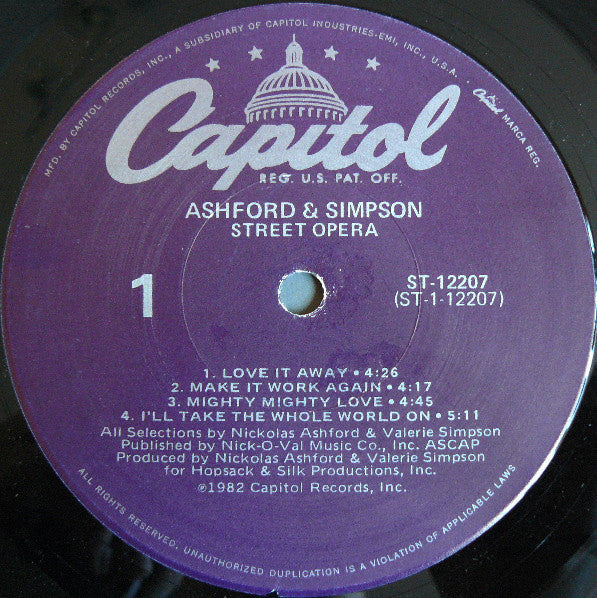 MFD. BY CAPITOL RECORDS, INC., A SUBSIDIARY OF CAPITOL INDUSTRIES-EMI, INC., U.S.A. • Capitol MARCA REG.
Capitol
REG. U.S. PAT. OFF.
ASHFORD & SIMPSON
STREET OPERA
1
ST-12207
(ST-1-12207)
1. LOVE IT AWAY • 4:26
2. MAKE IT WORK AGAIN • 4:17
3. MIGHTY MIGHTY LOVE • 4:45
4. I'LL TAKE THE WHOLE WORLD ON • 5:11
All Selections by Nickolas Ashford & Valerie Simpson
Published by Nick-O-Val Music Co., Inc. ASCAP
Produced by Nickolas Ashford & Valerie Simpson
for Hopsack & Silk Productions, Inc.
℗1982 Capitol Records, Inc.
ALL RIGHTS RESERVED. UNAUTHORIZED DUPLICATION IS A VIOLATION OF APPLICABLE LAWS